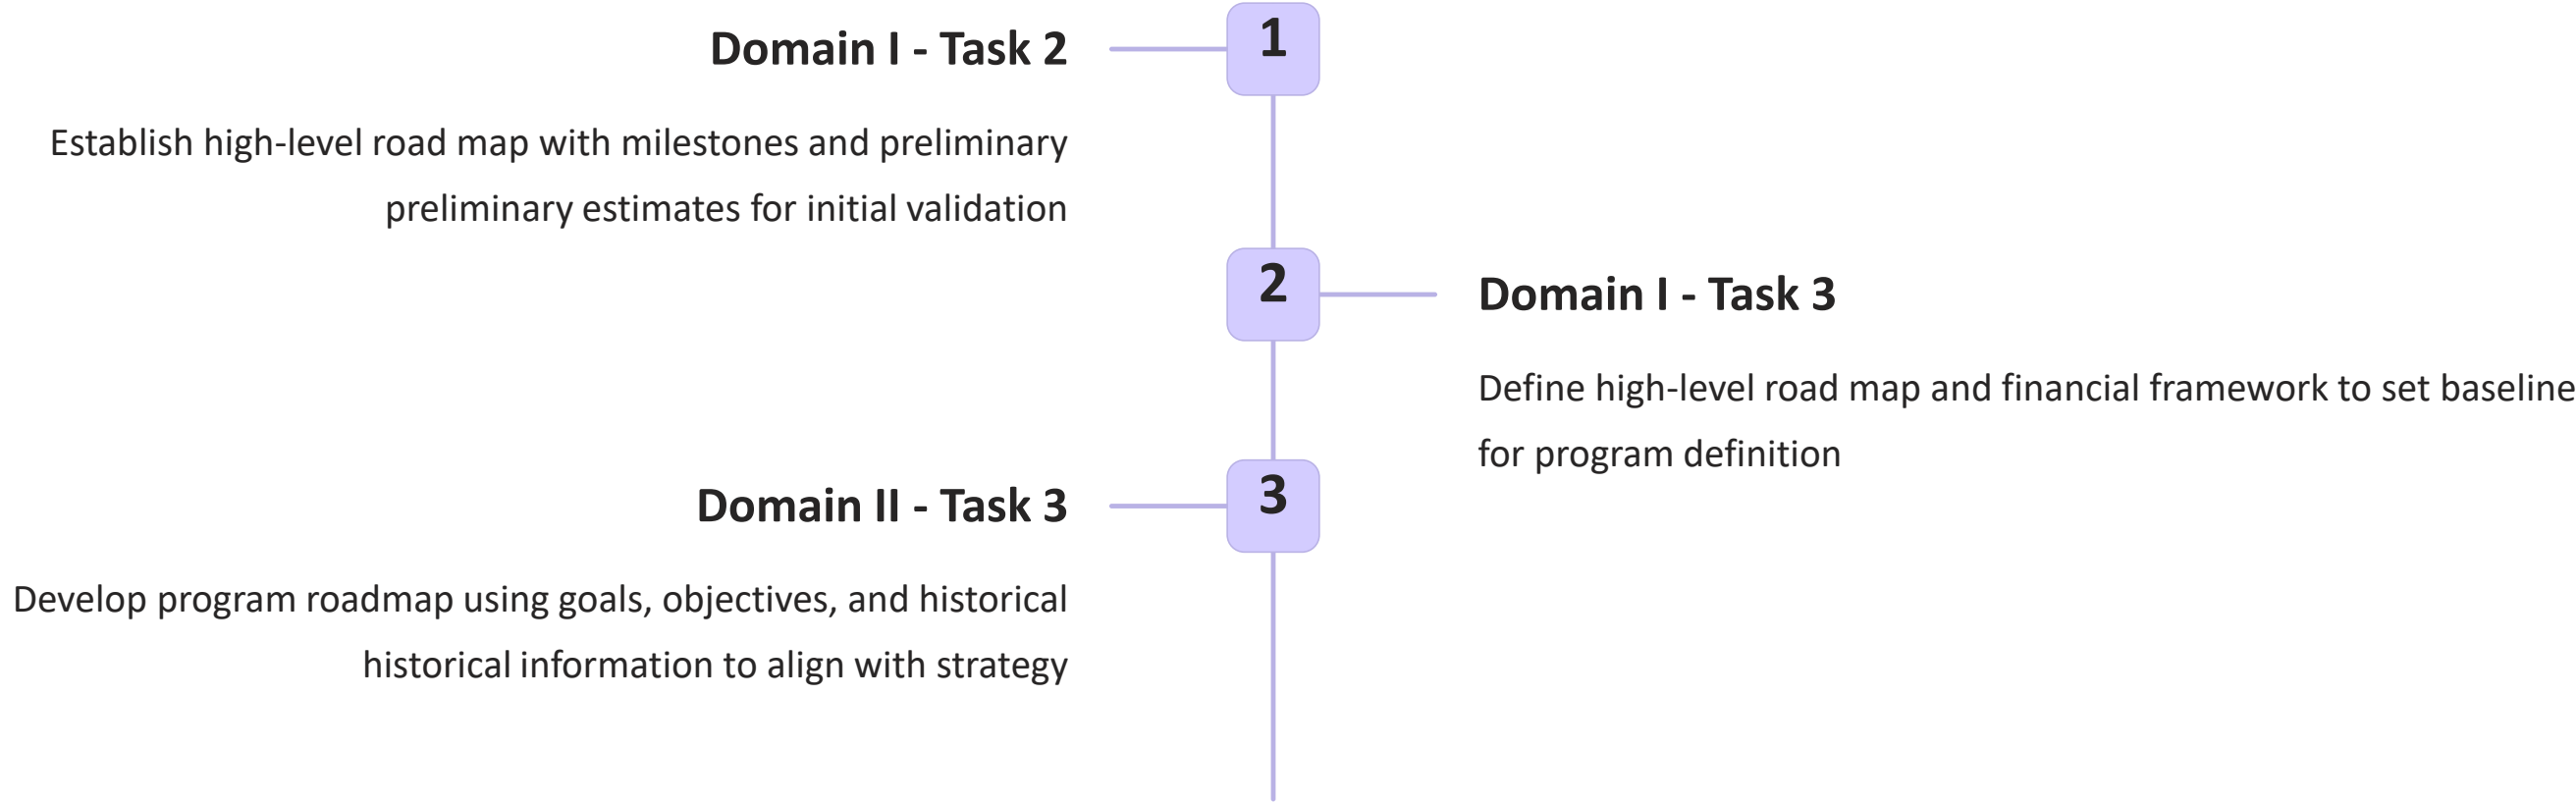 1
Domain I - Task 2
Establish high-level road map with milestones and preliminary
preliminary estimates for initial validation
2
Domain I - Task 3
Define high-level road map and financial framework to set baseline
for program definition
3
Domain II - Task 3
Develop program roadmap using goals, objectives, and historical
historical information to align with strategy